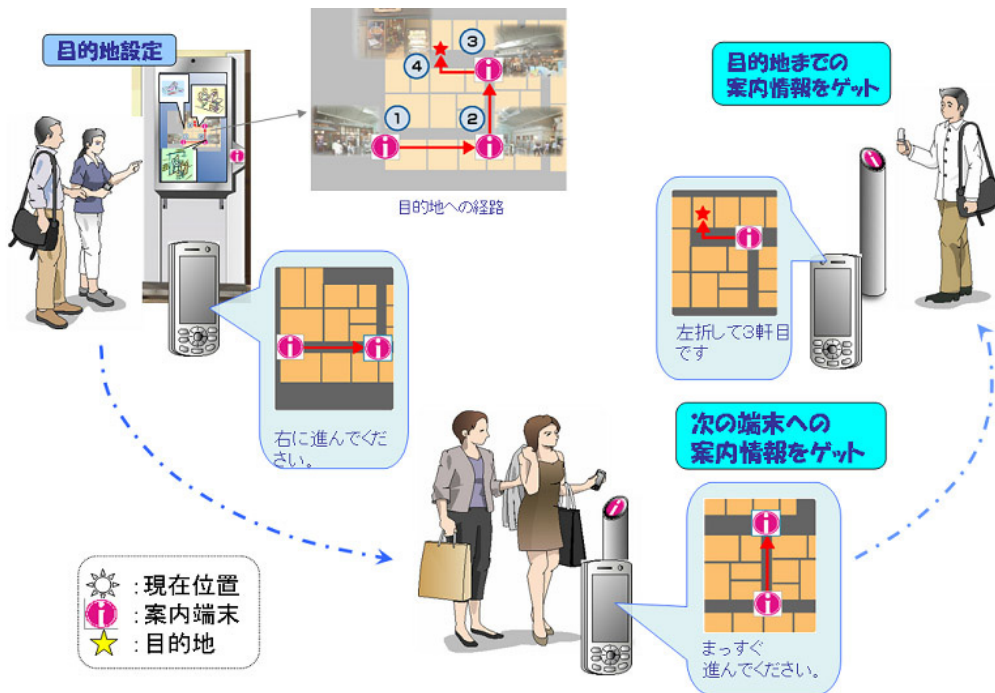 目的地設定
①
②
③
④
目的地への経路
右に進んでくだ
さい。
次の端末への
案内情報をゲット
まっすぐ
進んでください。
目的地までの
案内情報をゲット
左折して3軒目
です
:現在位置
i:案内端末
:目的地